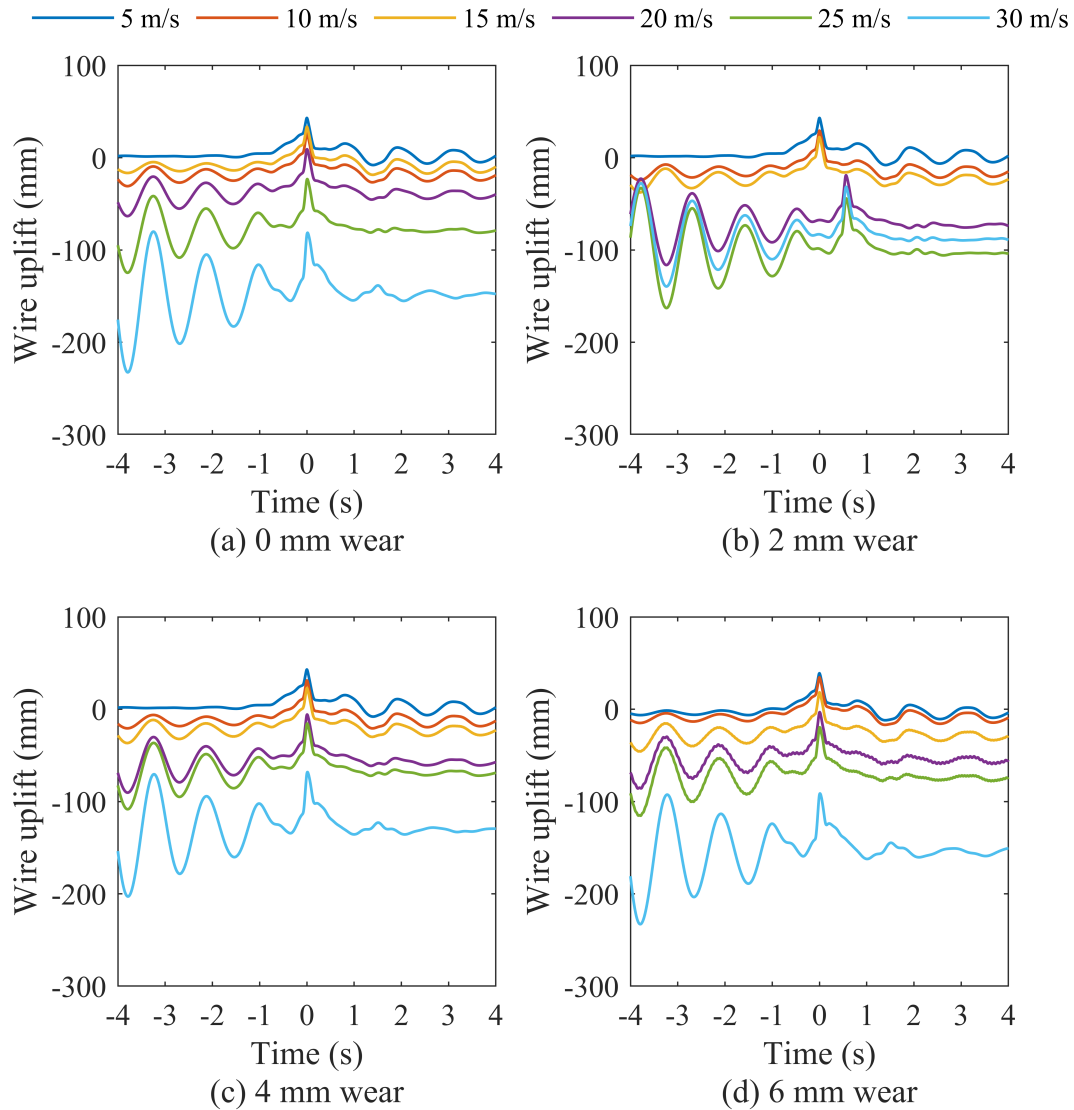 5 m/s 10 m/s 15 m/s 20 m/s 25 m/s 30 m/s
100
0
-100
-200
-300
Wire uplift (mm)
-4 -3 -2 -1 0 1 2 3 4
Time (s)
(a) 0 mm wear
100
0
-100
-200
-300
Wire uplift (mm)
-4 -3 -2 -1 0 1 2 3 4
Time (s)
(b) 2 mm wear
100
0
-100
-200
-300
Wire uplift (mm)
-4 -3 -2 -1 0 1 2 3 4
Time (s)
(c) 4 mm wear
100
0
-100
-200
-300
Wire uplift (mm)
-4 -3 -2 -1 0 1 2 3 4
Time (s)
(d) 6 mm wear